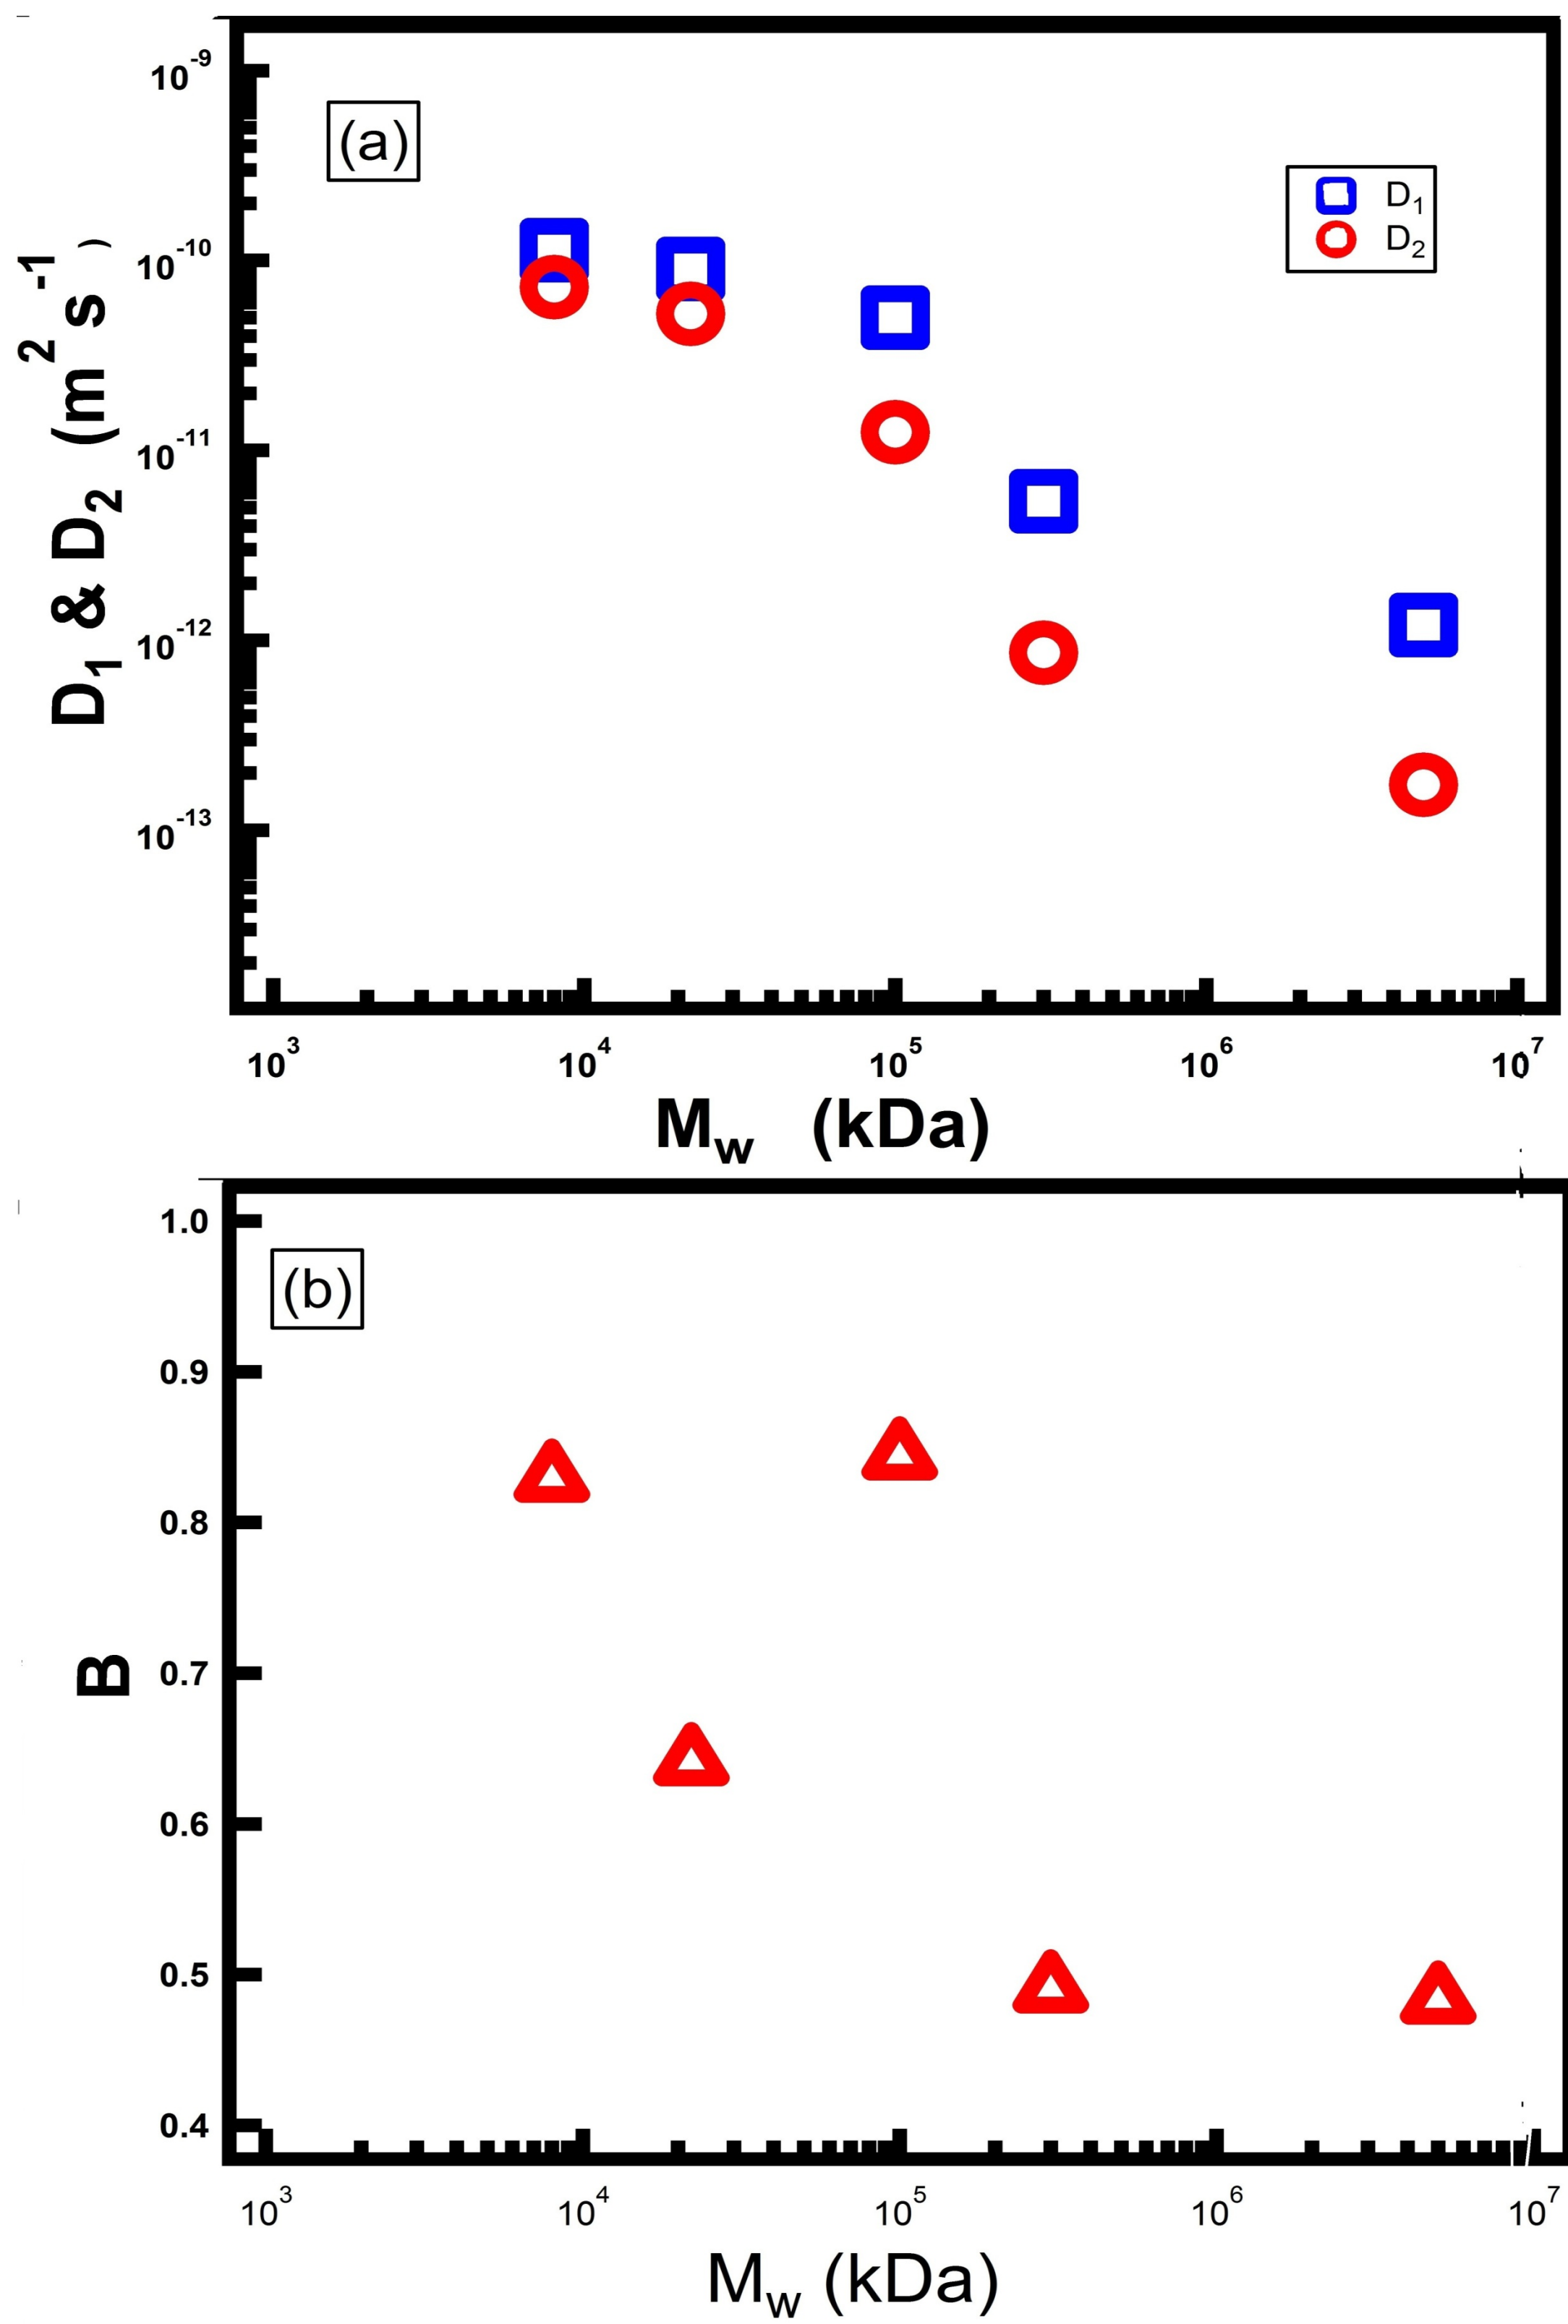 10⁻⁹
(a)
D₁
D₂
10⁻¹⁰
10⁻¹¹
10⁻¹²
10⁻¹³
D₁ & D₂ (m² s⁻¹)
10³ 10⁴ 10⁵ 10⁶ 10⁷
Mw (kDa)
1.0
(b)
0.9
0.8
0.7
0.6
0.5
0.4
B
10³ 10⁴ 10⁵ 10⁶ 10⁷
Mw (kDa)